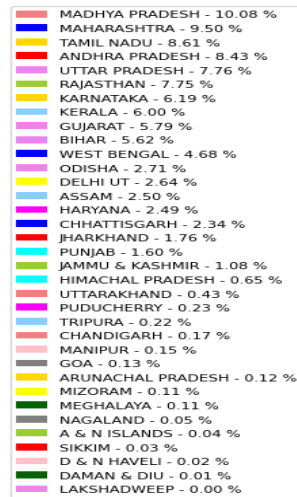 MADHYA PRADESH - 10.08 %
MAHARASHTRA - 9.50 %
TAMIL NADU - 8.61 %
ANDHRA PRADESH - 8.43 %
UTTAR PRADESH - 7.76 %
RAJASTHAN - 7.75 %
KARNATAKA - 6.19 %
KERALA - 6.00 %
GUJARAT - 5.79 %
BIHAR - 5.62 %
WEST BENGAL - 4.68 %
ODISHA - 2.71 %
DELHI UT - 2.64 %
ASSAM - 2.50 %
HARYANA - 2.49 %
CHHATTISGARH - 2.34 %
JHARKHAND - 1.76 %
PUNJAB - 1.60 %
JAMMU & KASHMIR - 1.08 %
HIMACHAL PRADESH - 0.65 %
UTTARAKHAND - 0.43 %
PUDUCHERRY - 0.23 %
TRIPURA - 0.22 %
CHANDIGARH - 0.17 %
MANIPUR - 0.15 %
GOA - 0.13 %
ARUNACHAL PRADESH - 0.12 %
MIZORAM - 0.11 %
MEGHALAYA - 0.11 %
NAGALAND - 0.05 %
A & N ISLANDS - 0.04 %
SIKKIM - 0.03 %
D & N HAVELI - 0.02 %
DAMAN & DIU - 0.01 %
LAKSHADWEEP - 0.00 %